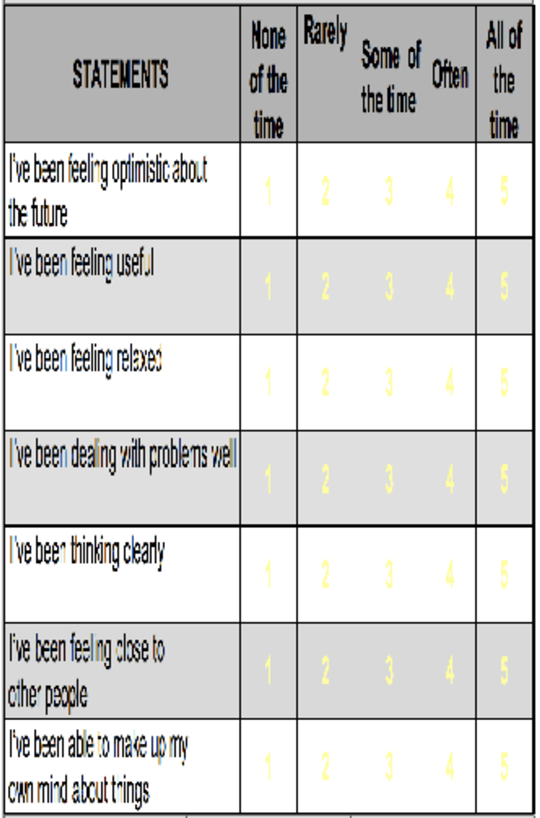 STATEMENTS None of the time Rarely Some of the time Often All of the time
I've been feeling optimistic about
the future 1 2 3 4 5
I've been feeling useful 1 2 3 4 5
I've been feeling relaxed 1 2 3 4 5
I've been dealing with problems well 1 2 3 4 5
I've been thinking clearly 1 2 3 4 5
I've been feeling close to
other people 1 2 3 4 5
I've been able to make up my
own mind about things 1 2 3 4 5